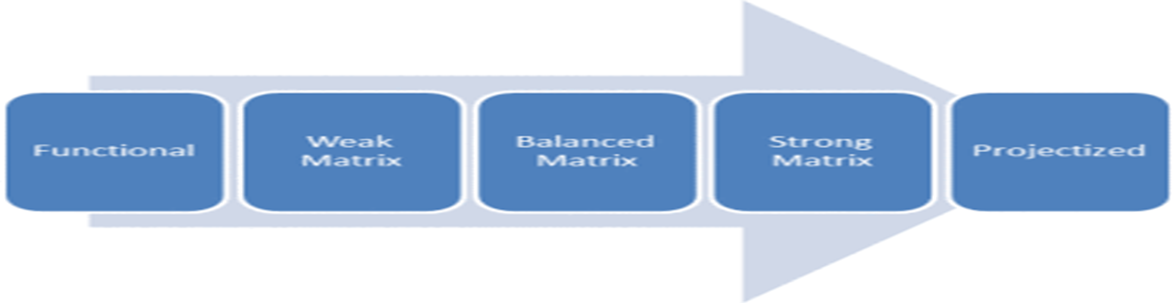 Functional
Weak
Matrix
Balanced
Matrix
Strong
Matrix
Projectized